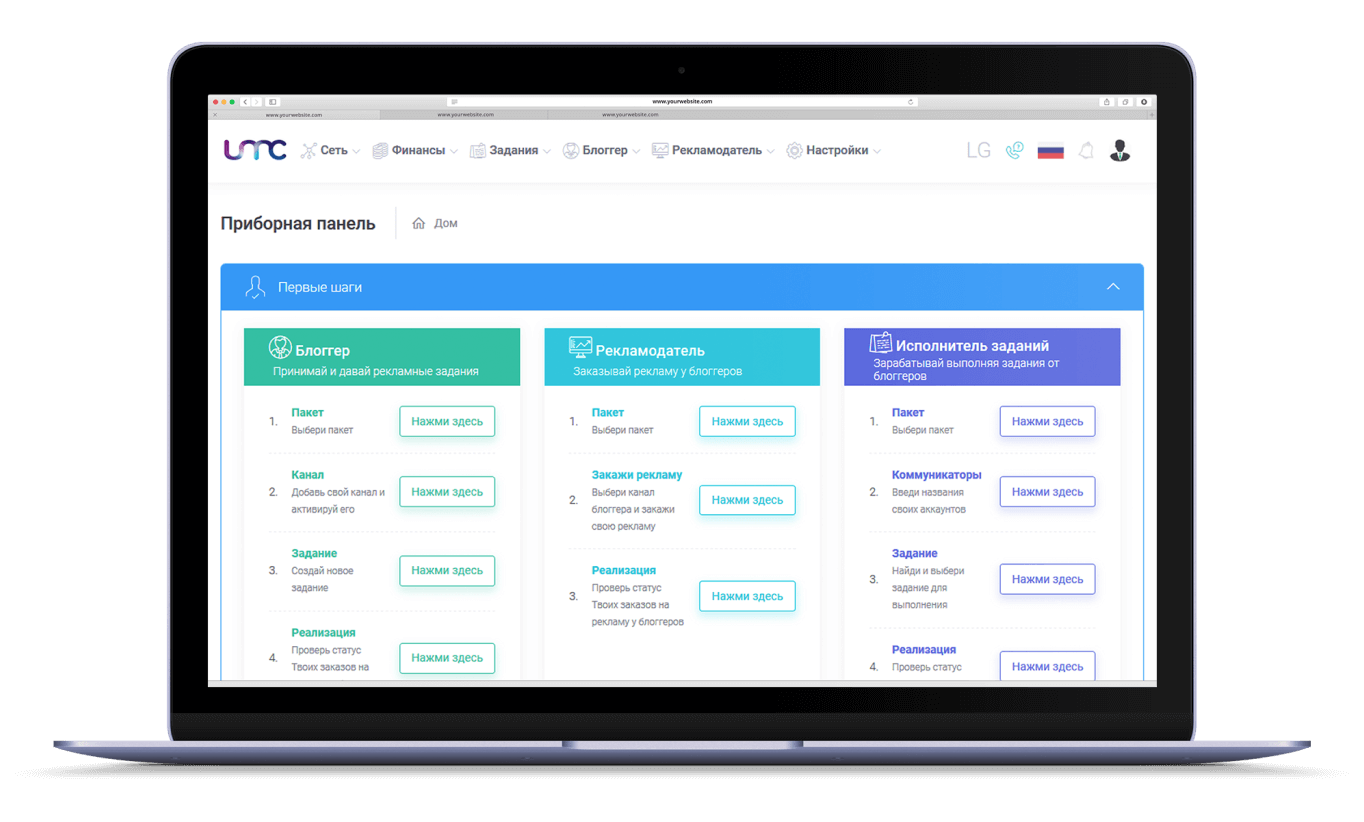 www.yourwebsite.com
www.yourwebsite.com
www.yourwebsite.com
www.yourwebsite.com
umc
Сеть
Финансы
Задания
Блоггер
Рекламодатель
Настройки
LG
Приборная панель
Дом
Первые шаги
Блоггер
Принимай и давай рекламные задания
1.
Пакет
Выбери пакет
Нажми здесь
2.
Канал
Добавь свой канал и
активируй его
Нажми здесь
3.
Задание
Создай новое
задание
Нажми здесь
4.
Реализация
Проверь статус
Твоих заказов на
Нажми здесь
Рекламодатель
Заказывай рекламу у блоггеров
1.
Пакет
Выбери пакет
Нажми здесь
2.
Закажи рекламу
Выбери канал
блоггера и закажи
свою рекламу
Нажми здесь
3.
Реализация
Проверь статус
Твоих заказов на
рекламу у блоггеров
Нажми здесь
Исполнитель заданий
Зарабатывай выполняя задания от
блоггеров
1.
Пакет
Выбери пакет
Нажми здесь
2.
Коммуникаторы
Введи названия
своих аккаунтов
Нажми здесь
3.
Задание
Найди и выбери
задание для
выполнения
Нажми здесь
4.
Реализация
Проверь статус
Нажми здесь